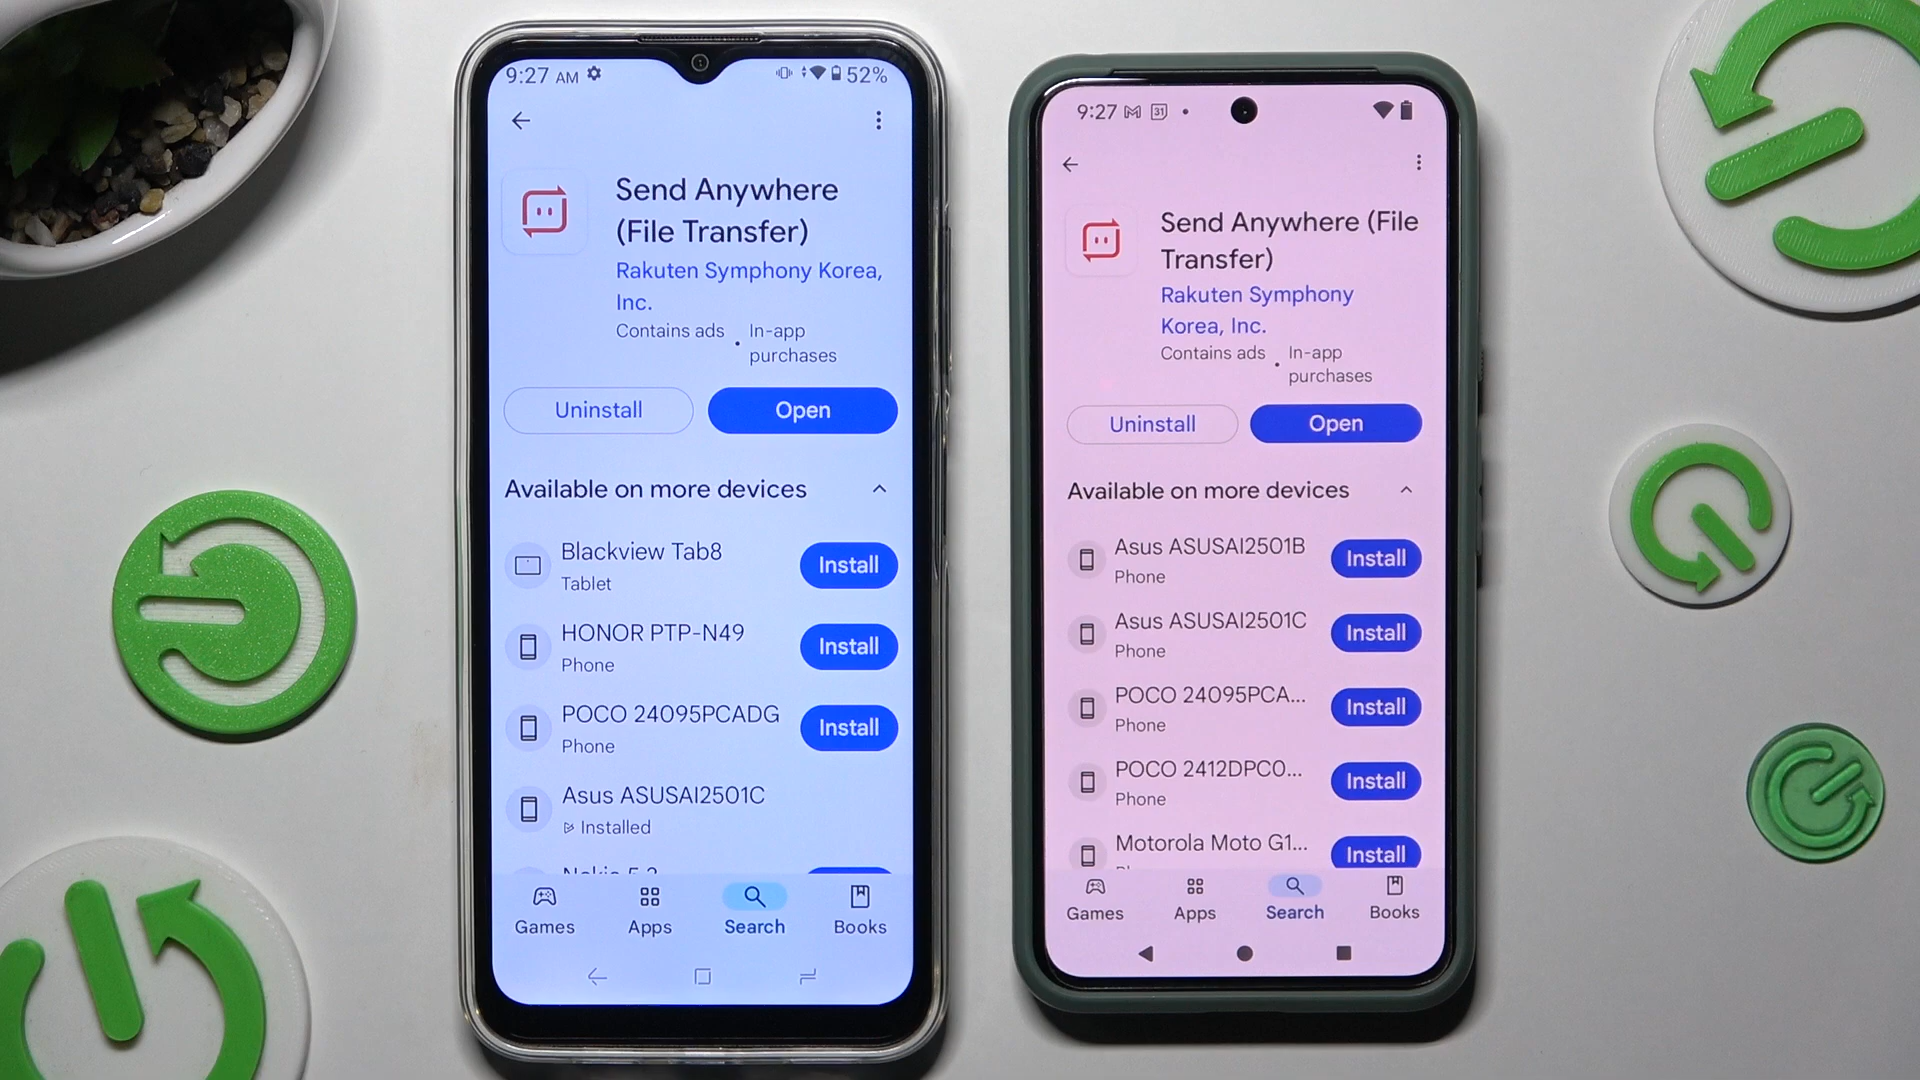 9:27 AM 52%
Send Anywhere
(File Transfer)
Rakuten Symphony Korea,
Inc.
Contains ads · In-app
purchases
Uninstall Open
Available on more devices
Blackview Tab8
Tablet
Install
HONOR PTP-N49
Phone
Install
POCO 24095PCADG
Phone
Install
Asus ASUSAI2501C
Installed
Games Apps Search Books
9:27 31
Send Anywhere (File
Transfer)
Rakuten Symphony
Korea, Inc.
Contains ads · In-app
purchases
Uninstall Open
Available on more devices
Asus ASUSAI2501B
Phone
Install
Asus ASUSAI2501C
Phone
Install
POCO 24095PCA...
Phone
Install
POCO 2412DPC0...
Phone
Install
Motorola Moto G1...
Install
Games Apps Search Books